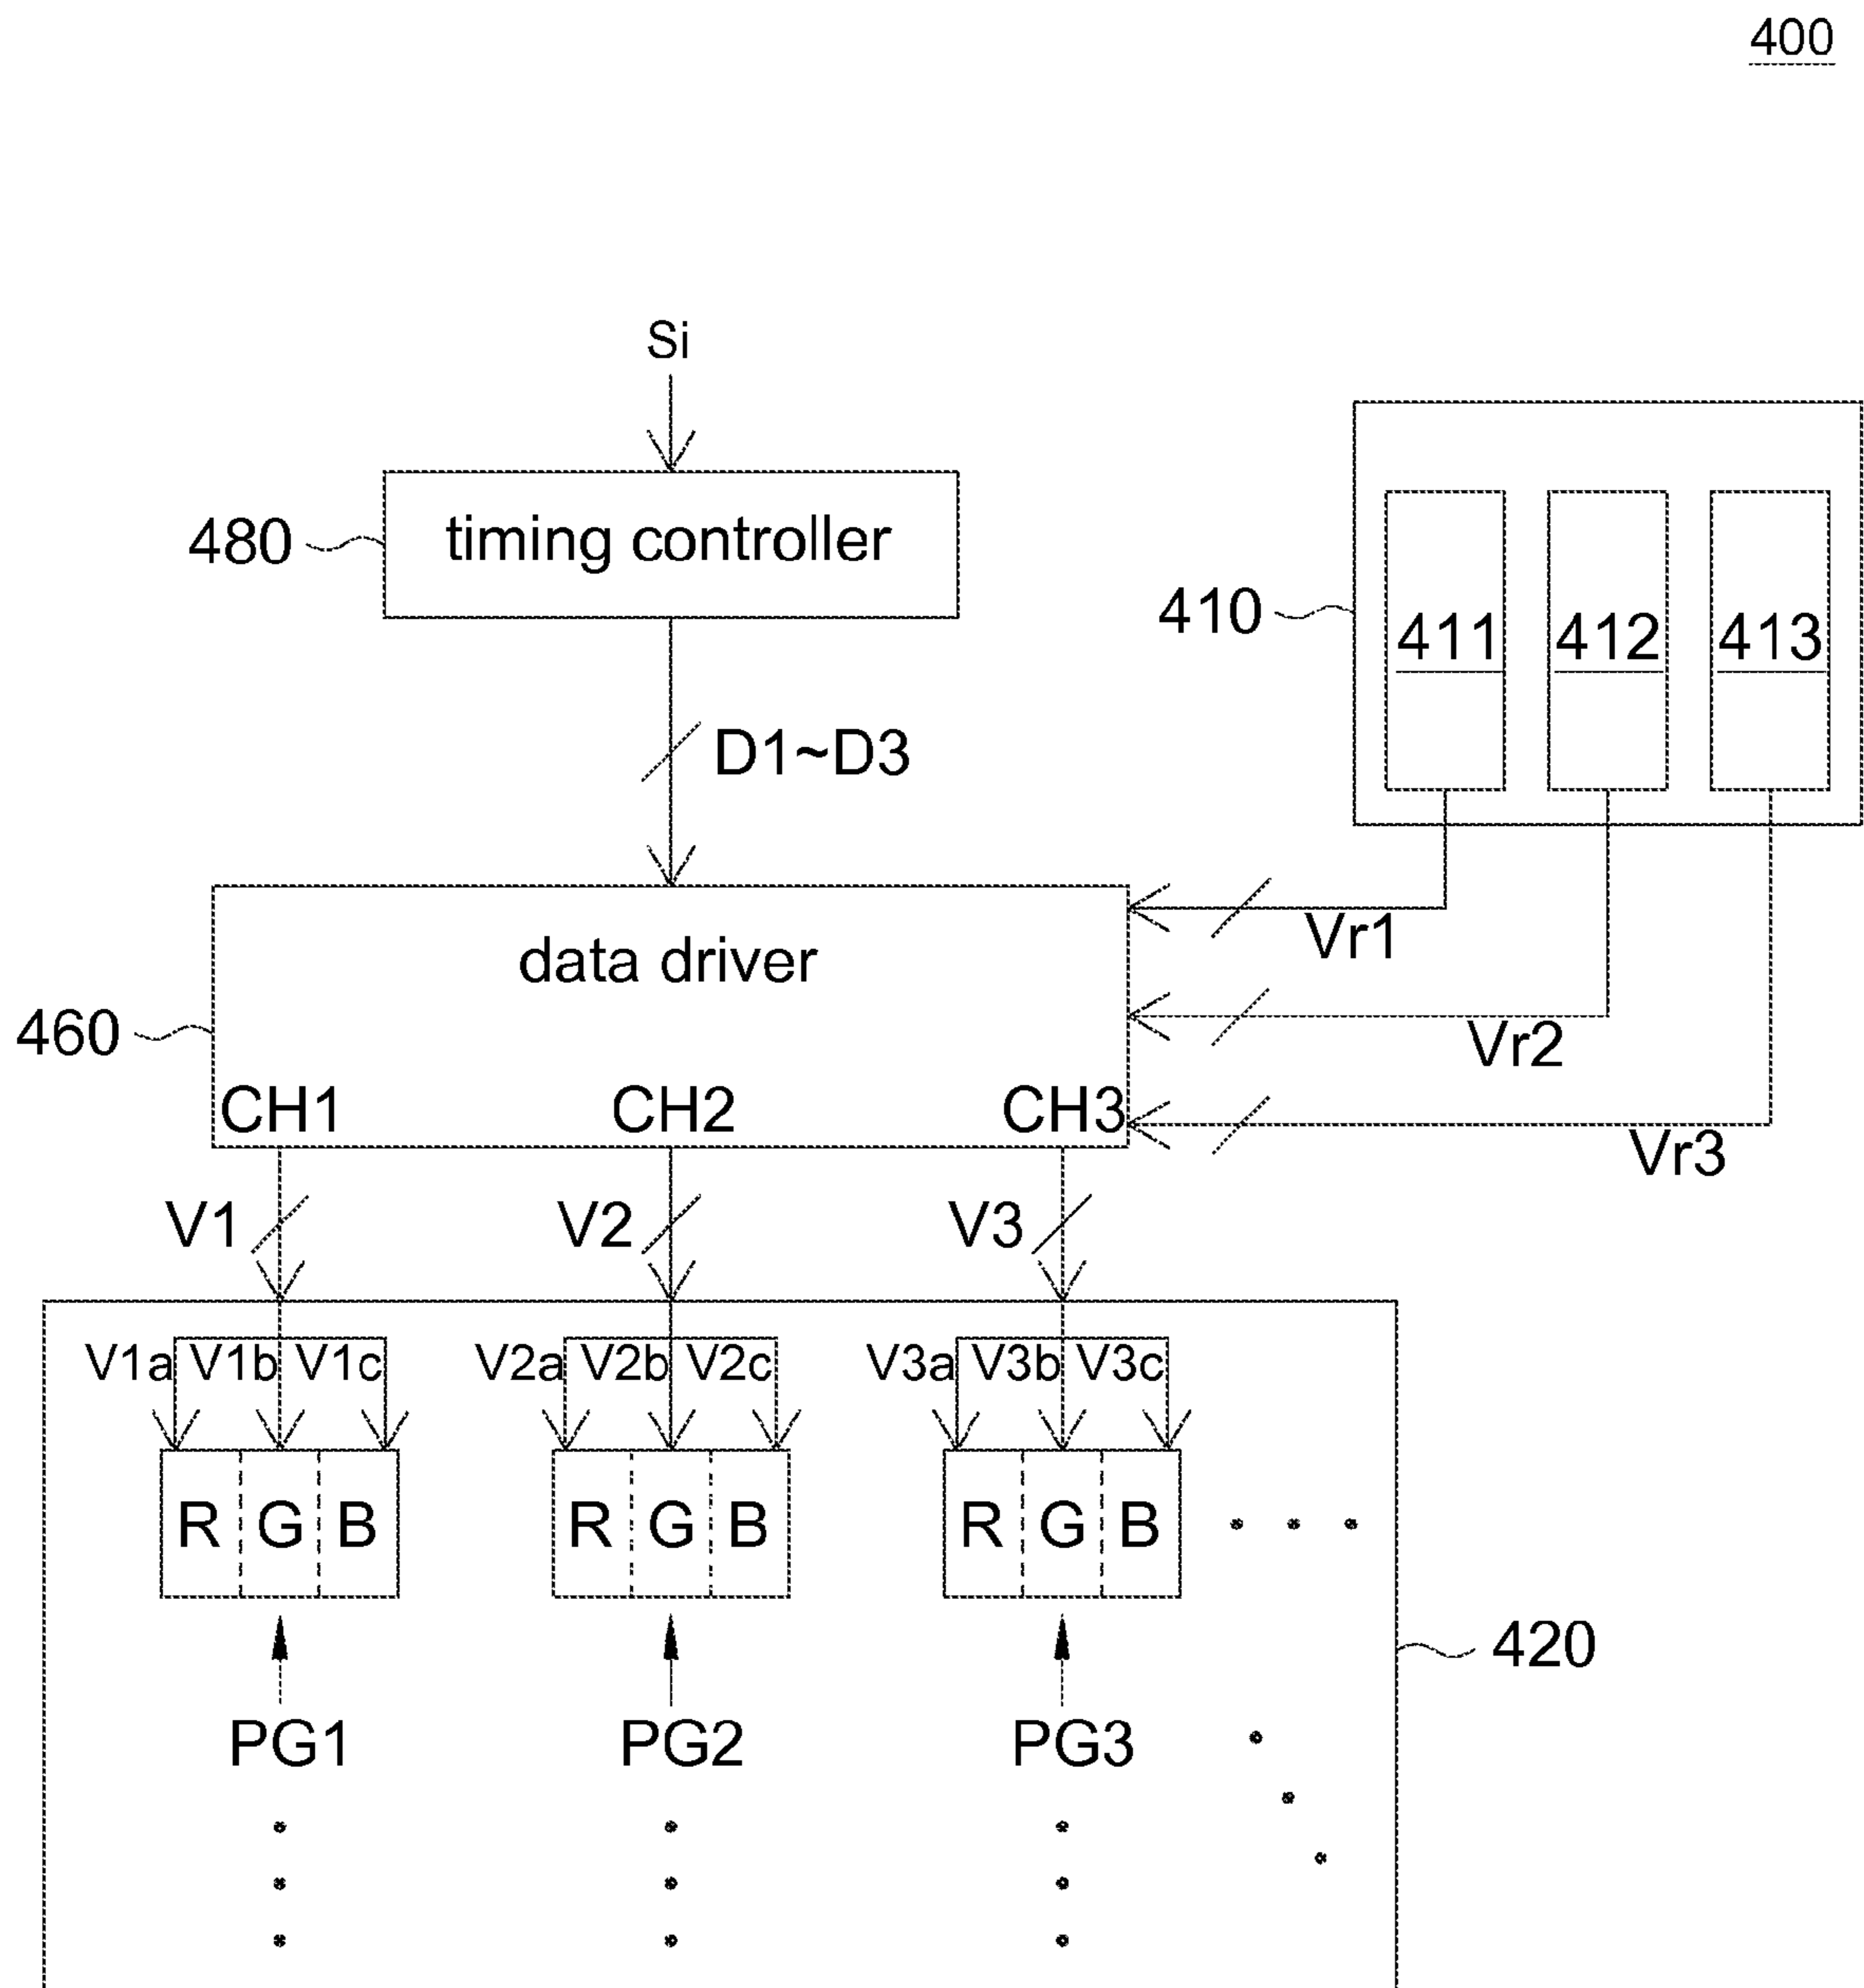 400
Si
480 timing controller
410
411 412 413
D1~D3
data driver
Vr1
460
Vr2
CH1 CH2 CH3
Vr3
V1 V2 V3
V1a V1b V1c V2a V2b V2c V3a V3b V3c
R G B R G B R G B
420
PG1 PG2 PG3